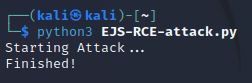 ┌──(kali㉿kali)-[~]
└─$ python3 EJS-RCE-attack.py
Starting Attack ...
Finished!